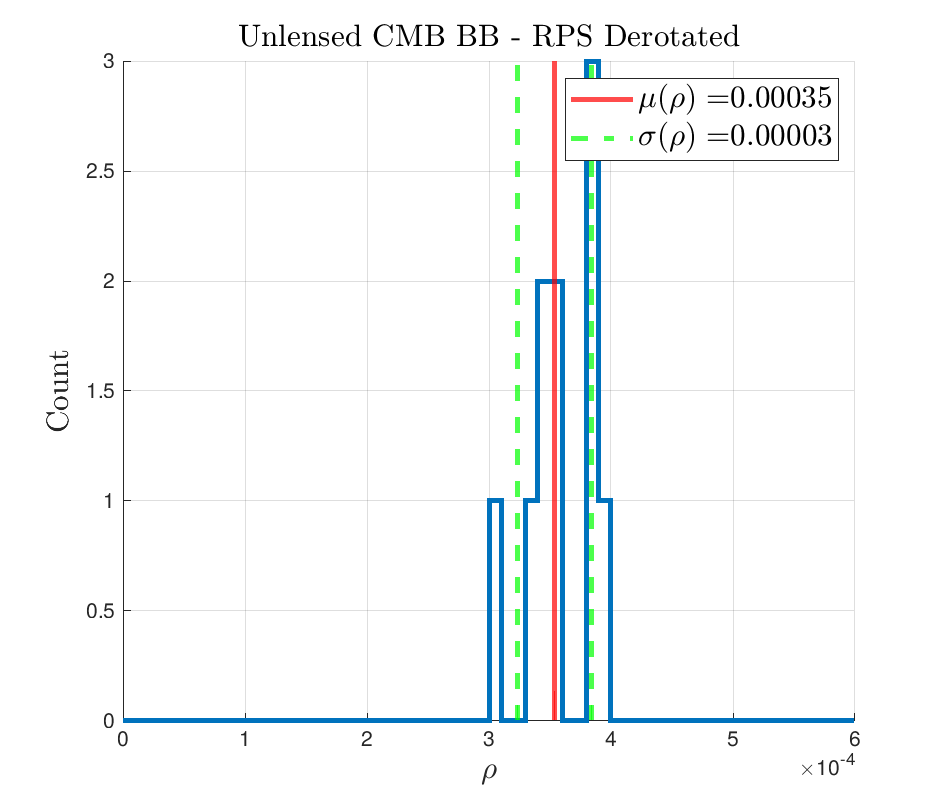 Unlensed CMB BB - RPS Derotated
μ(ρ) =0.00035
σ(ρ) =0.00003
Count
3
2.5
2
1.5
1
0.5
0
0 1 2 3 4 5 6
×10^-4
ρ